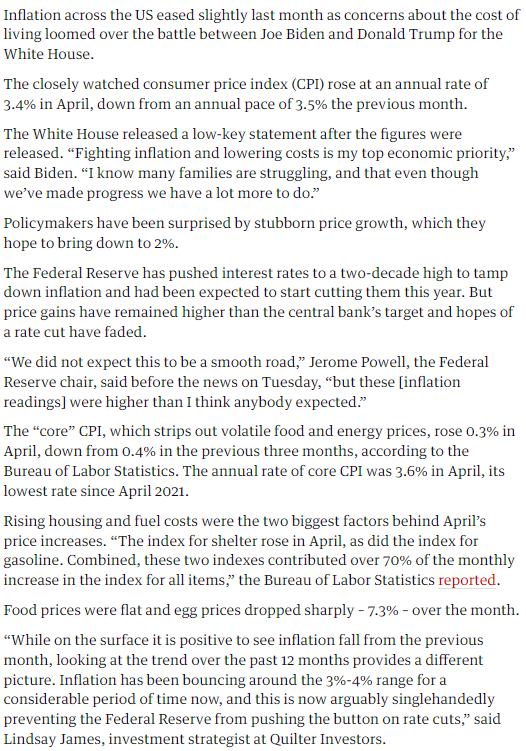 Inflation across the US eased slightly last month as concerns about the cost of
living loomed over the battle between Joe Biden and Donald Trump for the
White House.
The closely watched consumer price index (CPI) rose at an annual rate of
3.4% in April, down from an annual pace of 3.5% the previous month.
The White House released a low-key statement after the figures were
released. “Fighting inflation and lowering costs is my top economic priority,”
said Biden. “I know many families are struggling, and that even though
we’ve made progress we have a lot more to do.”
Policymakers have been surprised by stubborn price growth, which they
hope to bring down to 2%.
The Federal Reserve has pushed interest rates to a two-decade high to tamp
down inflation and had been expected to start cutting them this year. But
price gains have remained higher than the central bank’s target and hopes of
a rate cut have faded.
“We did not expect this to be a smooth road,” Jerome Powell, the Federal
Reserve chair, said before the news on Tuesday, “but these [inflation
readings] were higher than I think anybody expected.”
The “core” CPI, which strips out volatile food and energy prices, rose 0.3% in
April, down from 0.4% in the previous three months, according to the
Bureau of Labor Statistics. The annual rate of core CPI was 3.6% in April, its
lowest rate since April 2021.
Rising housing and fuel costs were the two biggest factors behind April’s
price increases. “The index for shelter rose in April, as did the index for
gasoline. Combined, these two indexes contributed over 70% of the monthly
increase in the index for all items,” the Bureau of Labor Statistics reported.
Food prices were flat and egg prices dropped sharply – 7.3% – over the month.
“While on the surface it is positive to see inflation fall from the previous
month, looking at the trend over the past 12 months provides a different
picture. Inflation has been bouncing around the 3%-4% range for a
considerable period of time now, and this is now arguably singlehandedly
preventing the Federal Reserve from pushing the button on rate cuts,” said
Lindsay James, investment strategist at Quilter Investors.